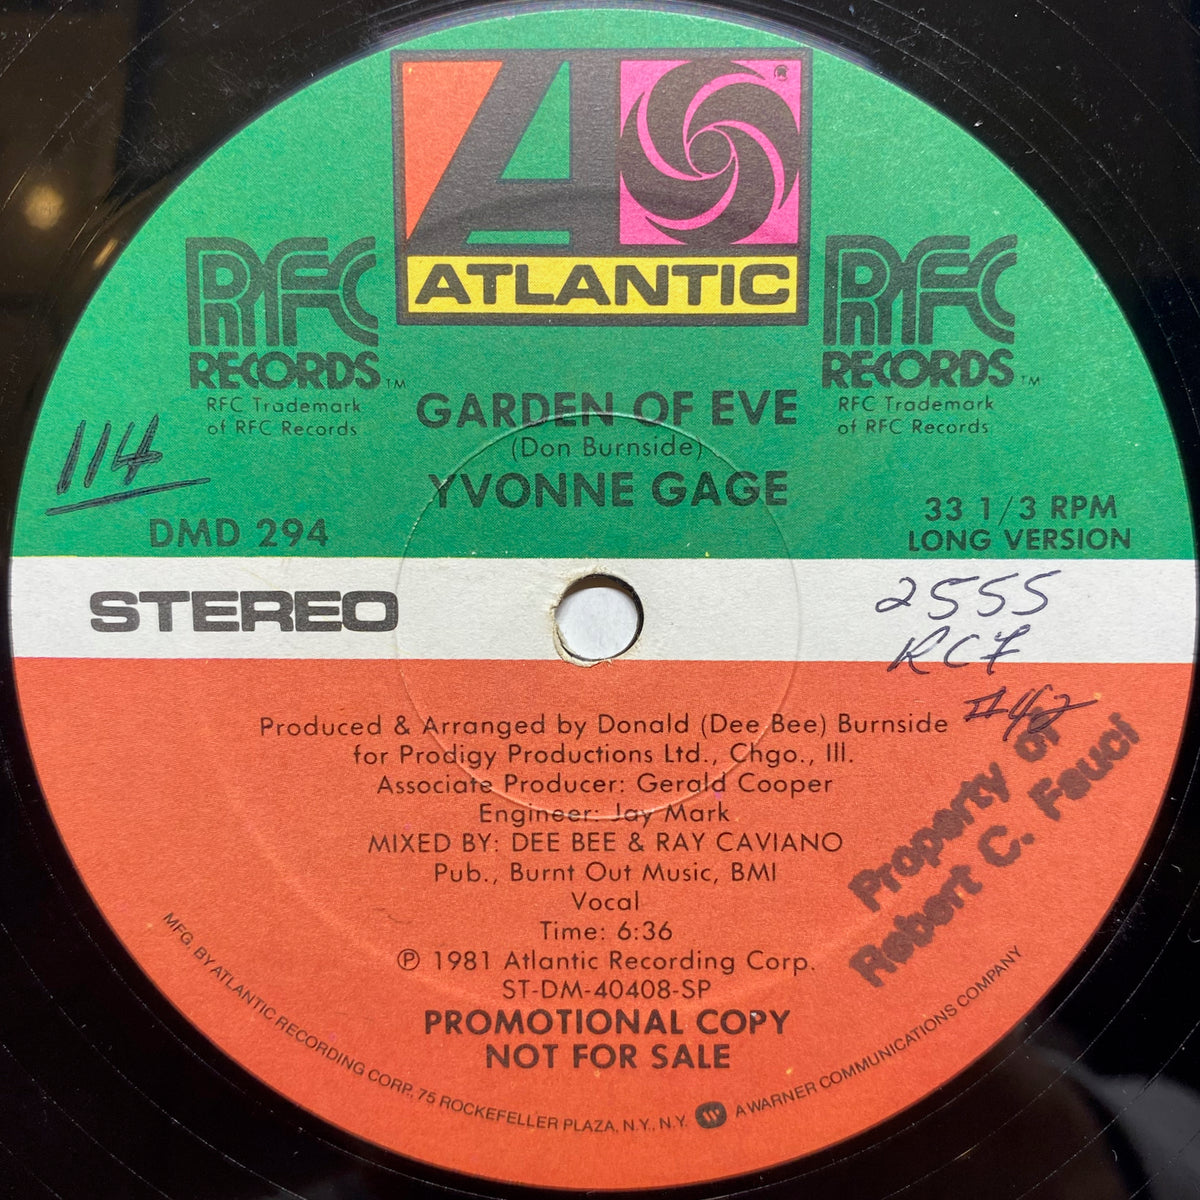 ATLANTIC
®
RFC
RECORDS™
RFC Trademark
of RFC Records
RFC
RECORDS™
RFC Trademark
of RFC Records
GARDEN OF EVE
(Don Burnside)
YVONNE GAGE
114
DMD 294
33 1/3 RPM
LONG VERSION
STEREO
2555
RCF
#42
Property of
Robert C. Fauci
Produced & Arranged by Donald (Dee Bee) Burnside
for Prodigy Productions Ltd., Chgo., Ill.
Associate Producer: Gerald Cooper
Engineer: Jay Mark
MIXED BY: DEE BEE & RAY CAVIANO
Pub., Burnt Out Music, BMI
Vocal
Time: 6:36
℗ 1981 Atlantic Recording Corp.
ST-DM-40408-SP
PROMOTIONAL COPY
NOT FOR SALE
MFG. BY ATLANTIC RECORDING CORP., 75 ROCKEFELLER PLAZA, N.Y., N.Y. A WARNER COMMUNICATIONS COMPANY